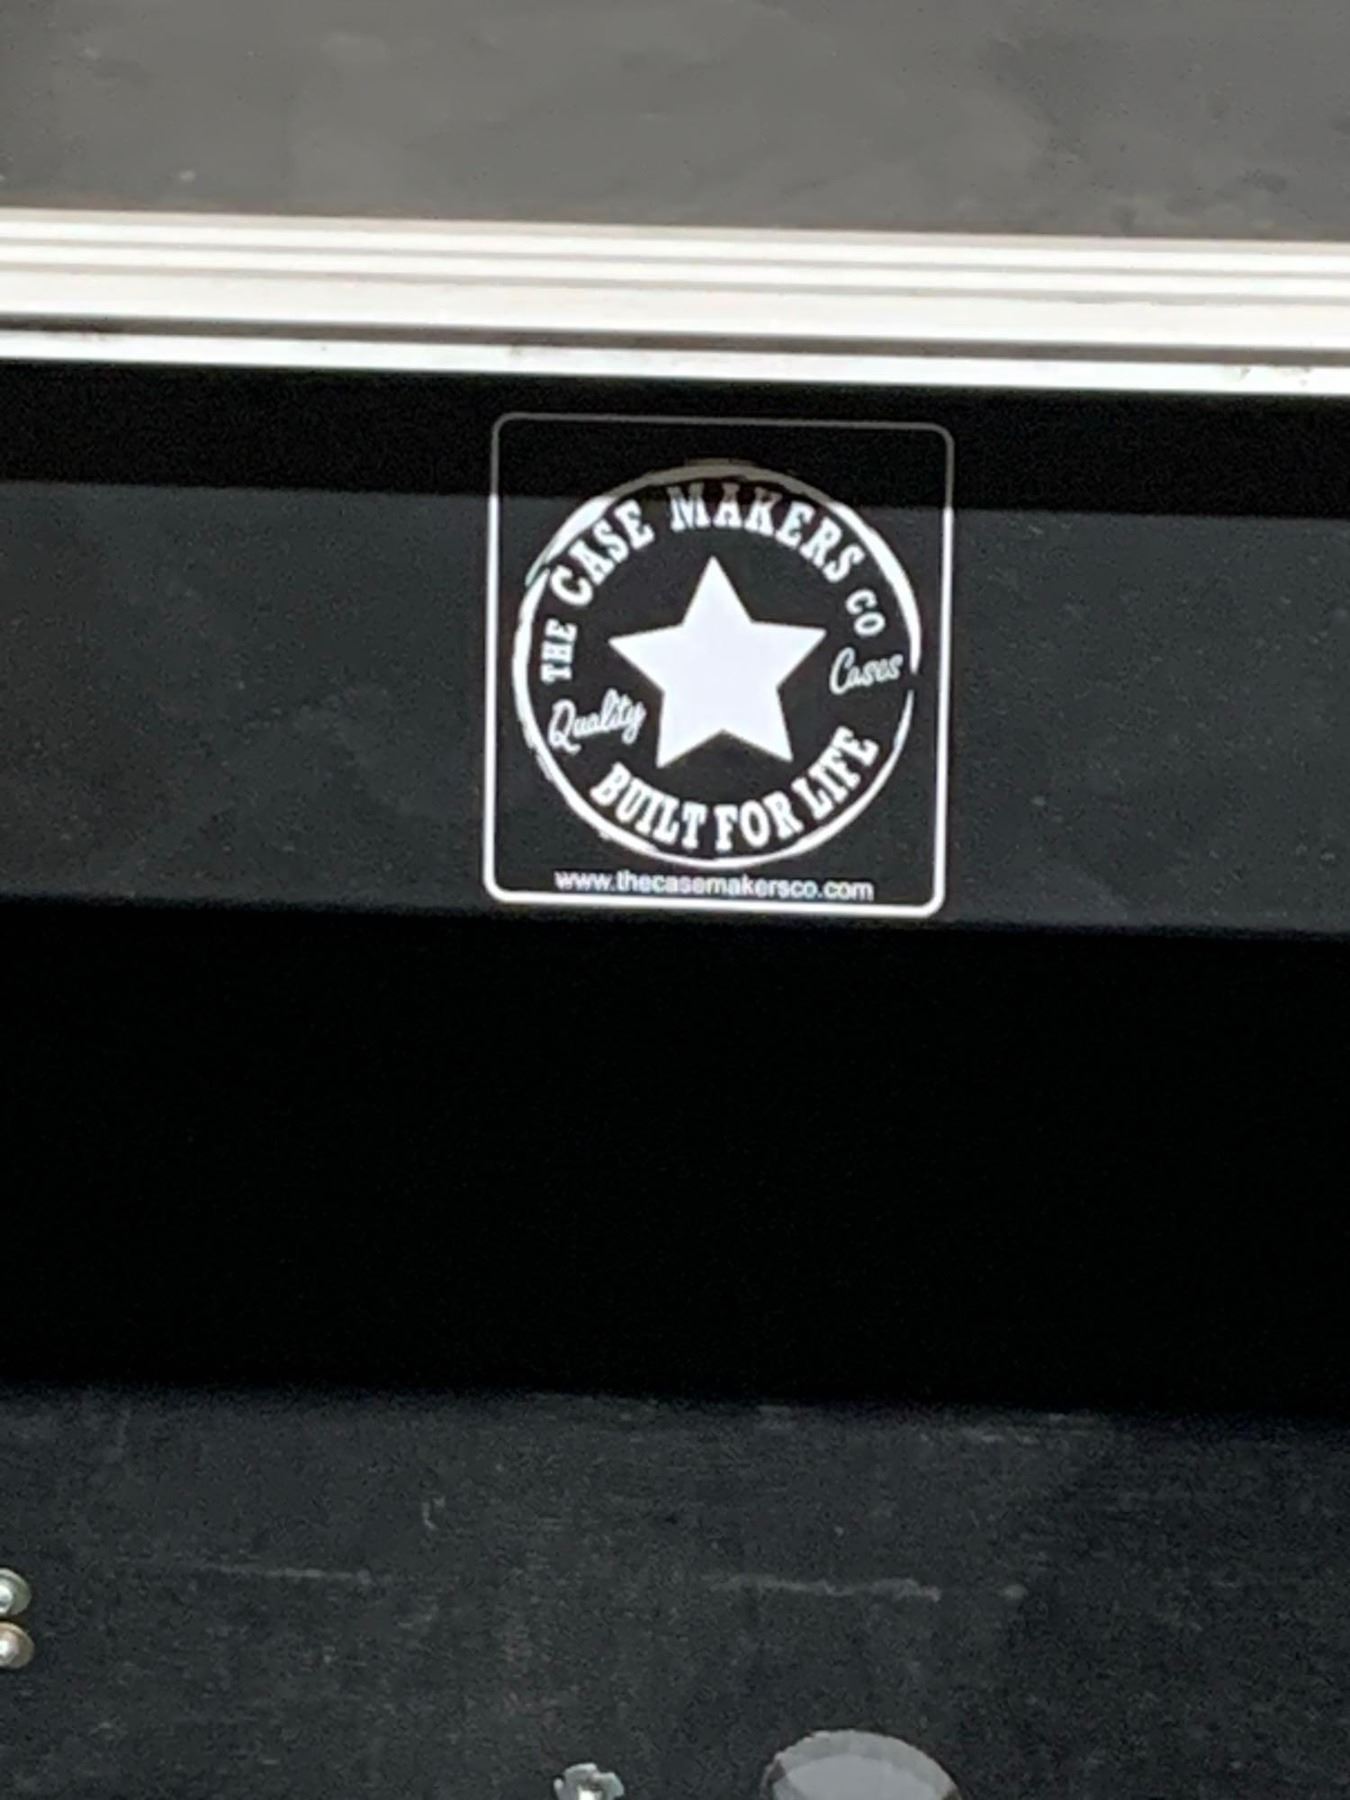 THE CASE MAKERS CO
Quality
Cases
BUILT FOR LIFE
www.thecasemakersco.com